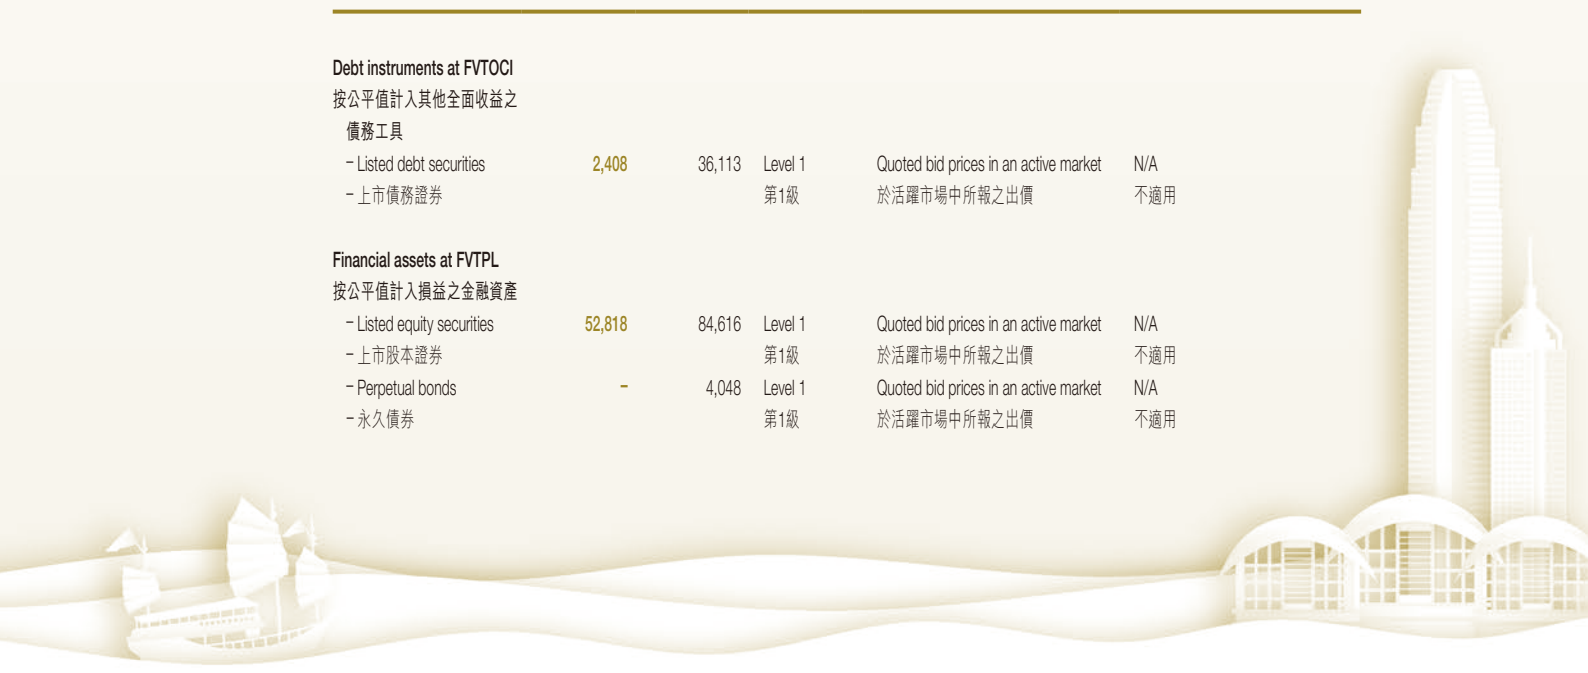 Debt instruments at FVTOCI
按公平值計入其他全面收益之
債務工具
– Listed debt securities 2,408 36,113 Level 1 Quoted bid prices in an active market N/A
– 上市債務證券 第1級 於活躍市場中所報之出價 不適用
Financial assets at FVTPL
按公平值計入損益之金融資產
– Listed equity securities 52,818 84,616 Level 1 Quoted bid prices in an active market N/A
– 上市股本證券 第1級 於活躍市場中所報之出價 不適用
– Perpetual bonds – 4,048 Level 1 Quoted bid prices in an active market N/A
– 永久債券 第1級 於活躍市場中所報之出價 不適用